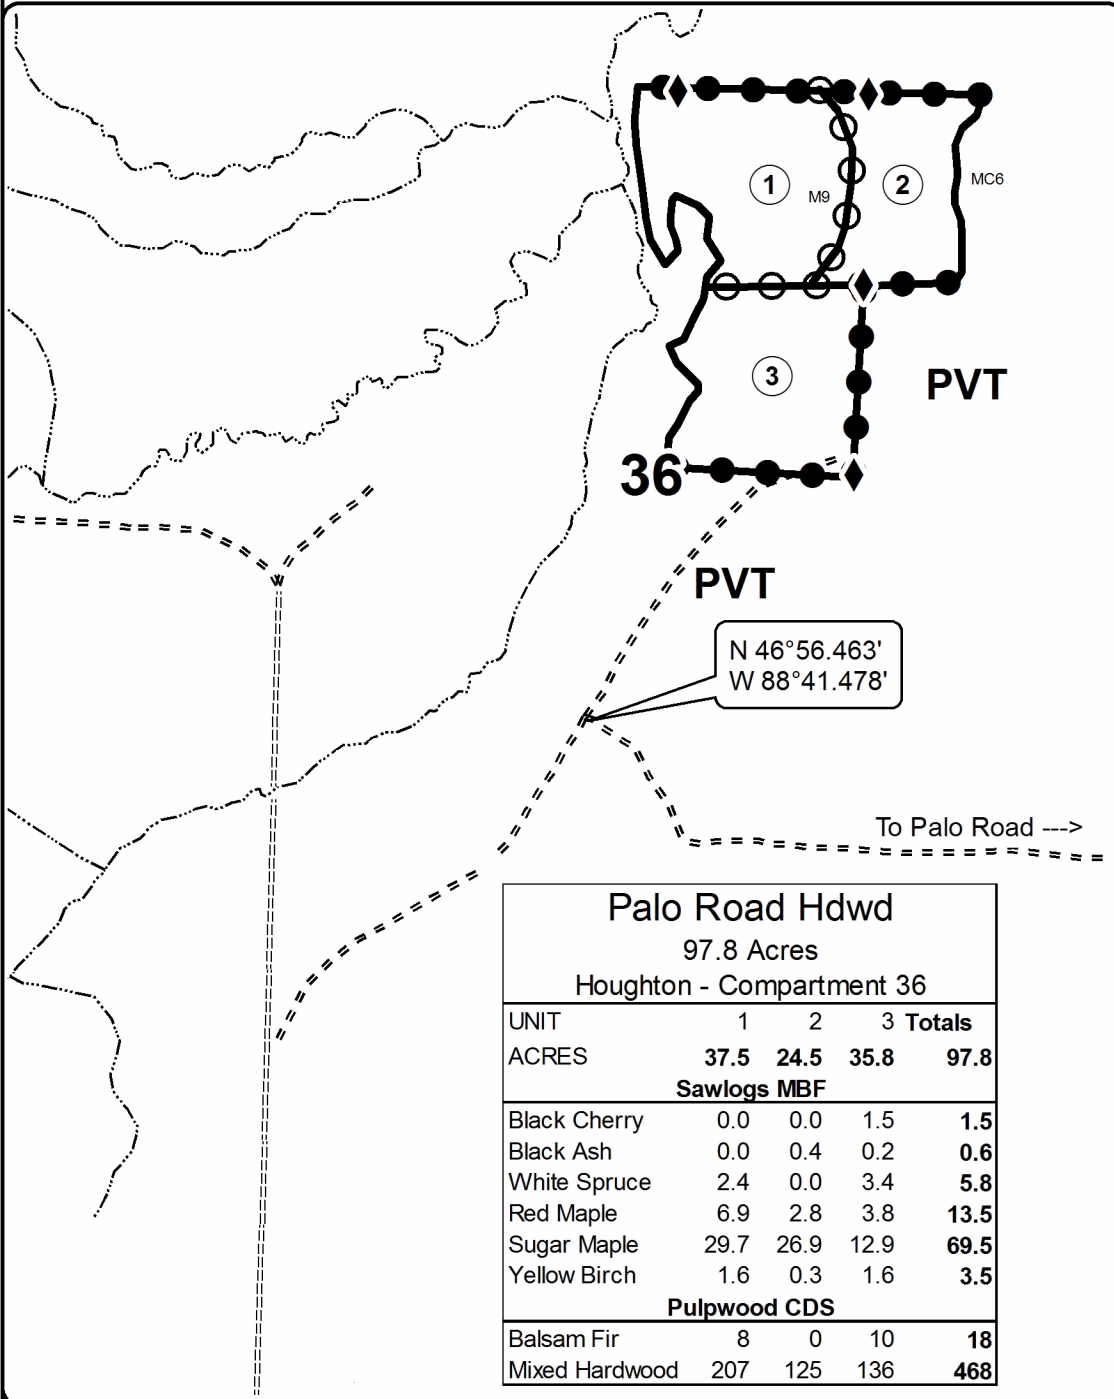 1
M9
2
MC6
3
PVT
36
PVT
N 46°56.463'
W 88°41.478'
To Palo Road --->
Palo Road Hdwd
97.8 Acres
Houghton - Compartment 36
UNIT 1 2 3 Totals
ACRES 37.5 24.5 35.8 97.8
Sawlogs MBF
Black Cherry 0.0 0.0 1.5 1.5
Black Ash 0.0 0.4 0.2 0.6
White Spruce 2.4 0.0 3.4 5.8
Red Maple 6.9 2.8 3.8 13.5
Sugar Maple 29.7 26.9 12.9 69.5
Yellow Birch 1.6 0.3 1.6 3.5
Pulpwood CDS
Balsam Fir 8 0 10 18
Mixed Hardwood 207 125 136 468